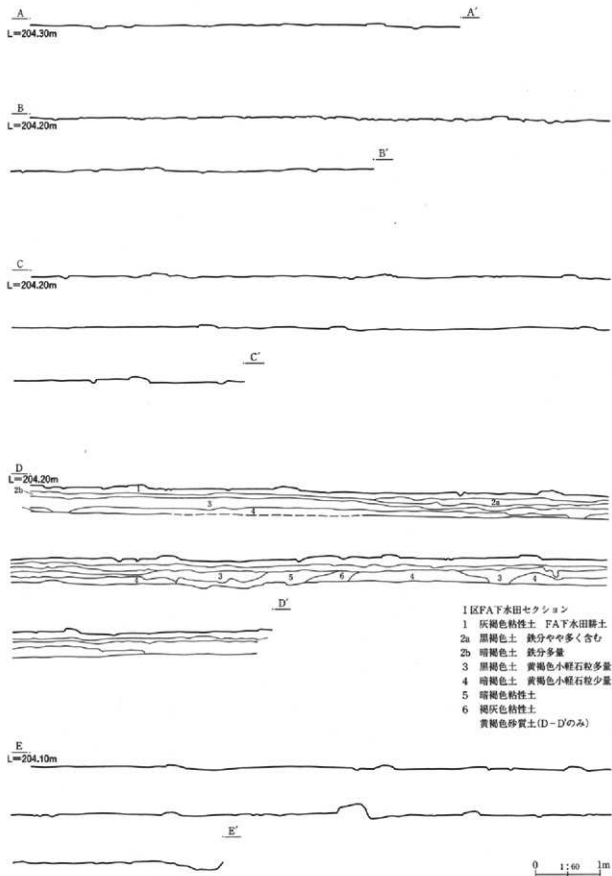 A
A′
L=204.30m
B
L=204.20m
B′
C
L=204.20m
C′
D
L=204.20m
2b
1
3
2a
4
4
3
5
6
4
3
4
D′
I区FA下水田セクション
1 灰褐色粘性土 FA下水田耕土
2a 黒褐色土 鉄分やや多く含む
2b 暗褐色土 鉄分多量
3 黒褐色土 黄褐色小軽石粒多量
4 暗褐色土 黄褐色小軽石粒少量
5 暗褐色粘性土
6 褐灰色粘性土
黄褐色砂質土(D-D′のみ)
E
L=204.10m
E′
0 1:60 1m